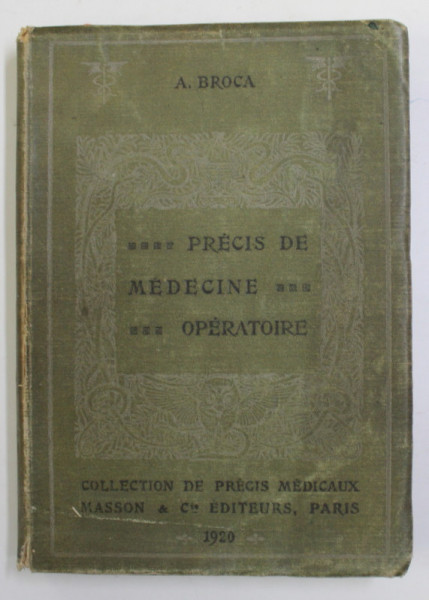 A. BROCA
PRÉCIS DE
MÉDECINE
OPÉRATOIRE
COLLECTION DE PRÉCIS MÉDICAUX
MASSON & Cie ÉDITEURS, PARIS
1920